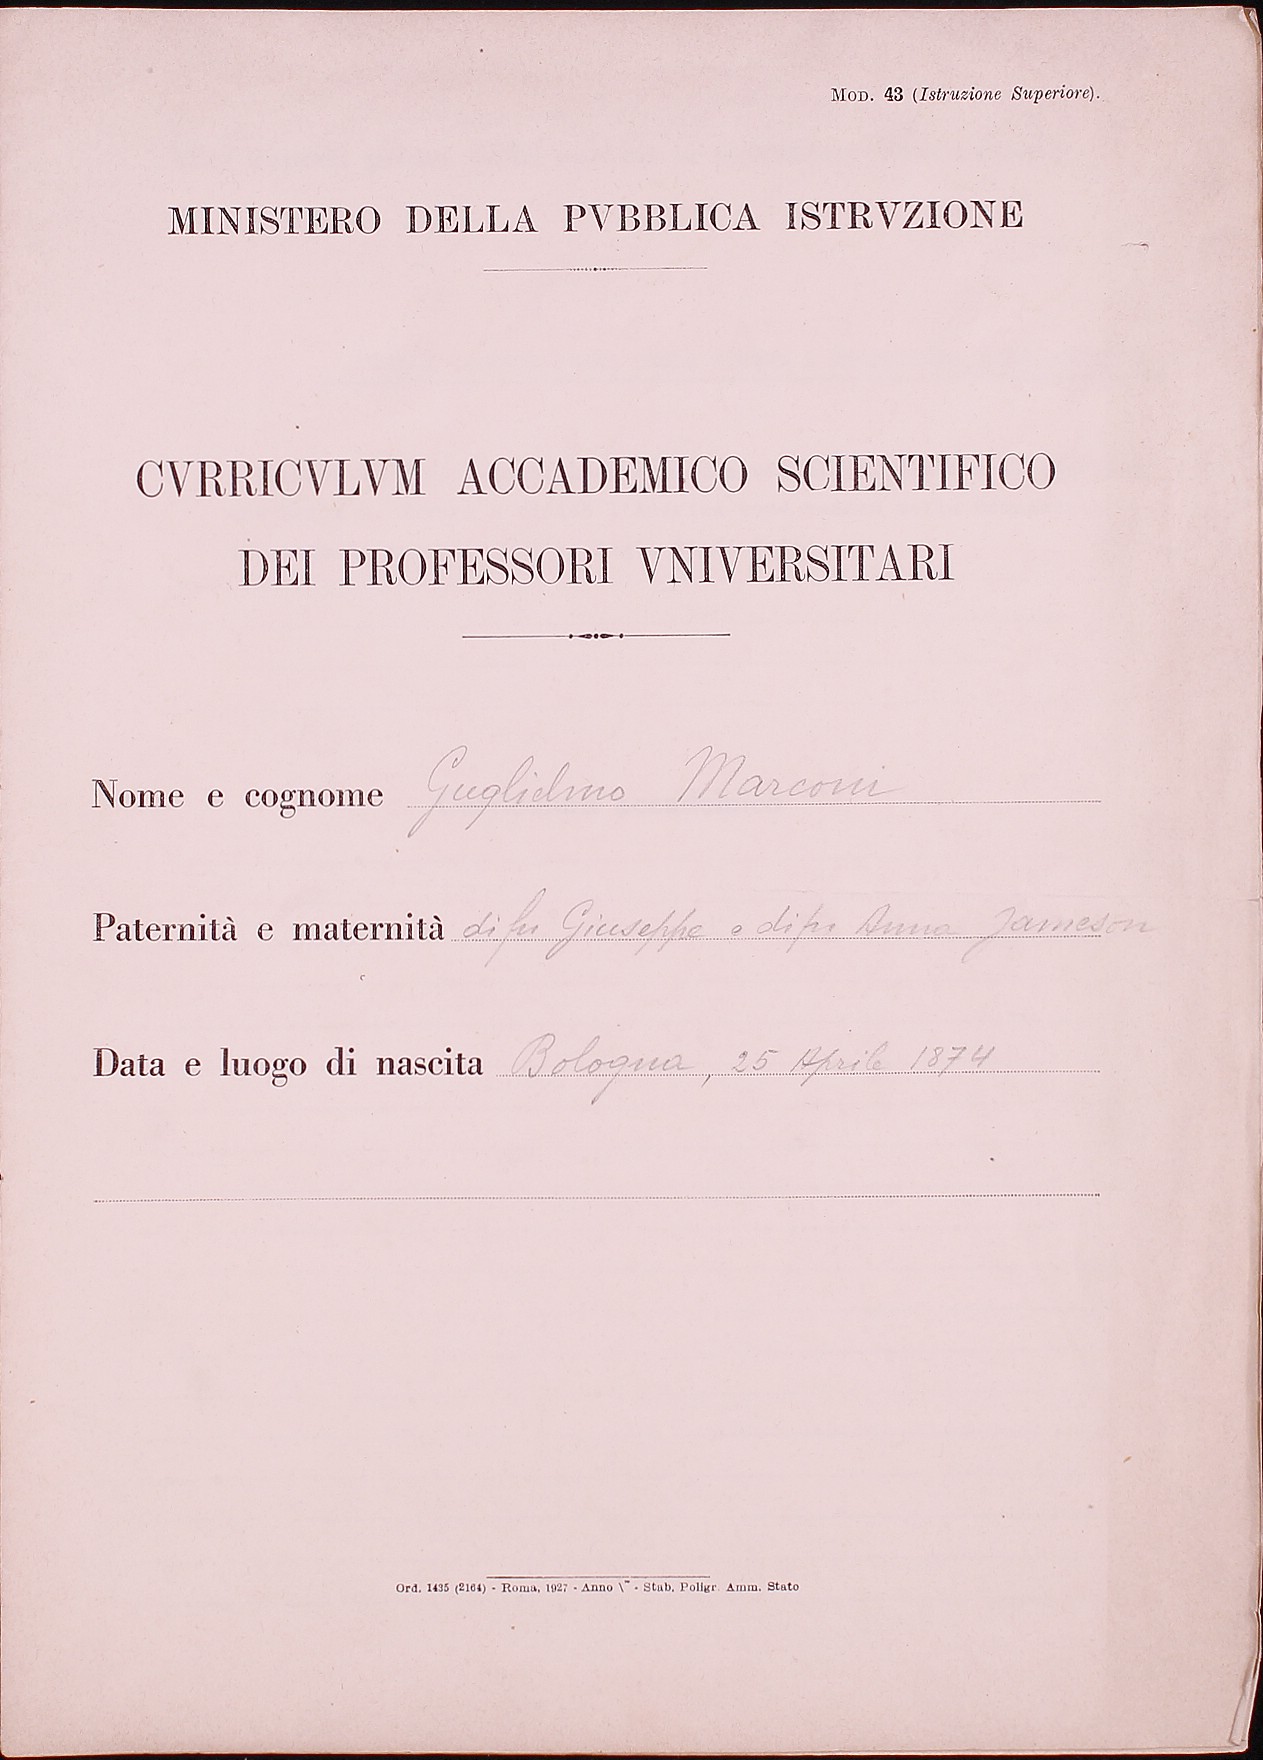 Mod. 43 (Istruzione Superiore).
MINISTERO DELLA PVBBLICA ISTRVZIONE
CVRRICVLVM ACCADEMICO SCIENTIFICO
DEI PROFESSORI VNIVERSITARI
Nome e cognome Guglielmo Marconi
Paternità e maternità di fu Giuseppe e di fu Anna Jameson
Data e luogo di nascita Bologna, 25 Aprile 1874
Ord. 1435 (2164) - Roma, 1927 - Anno V - Stab. Poligr. Amm. Stato